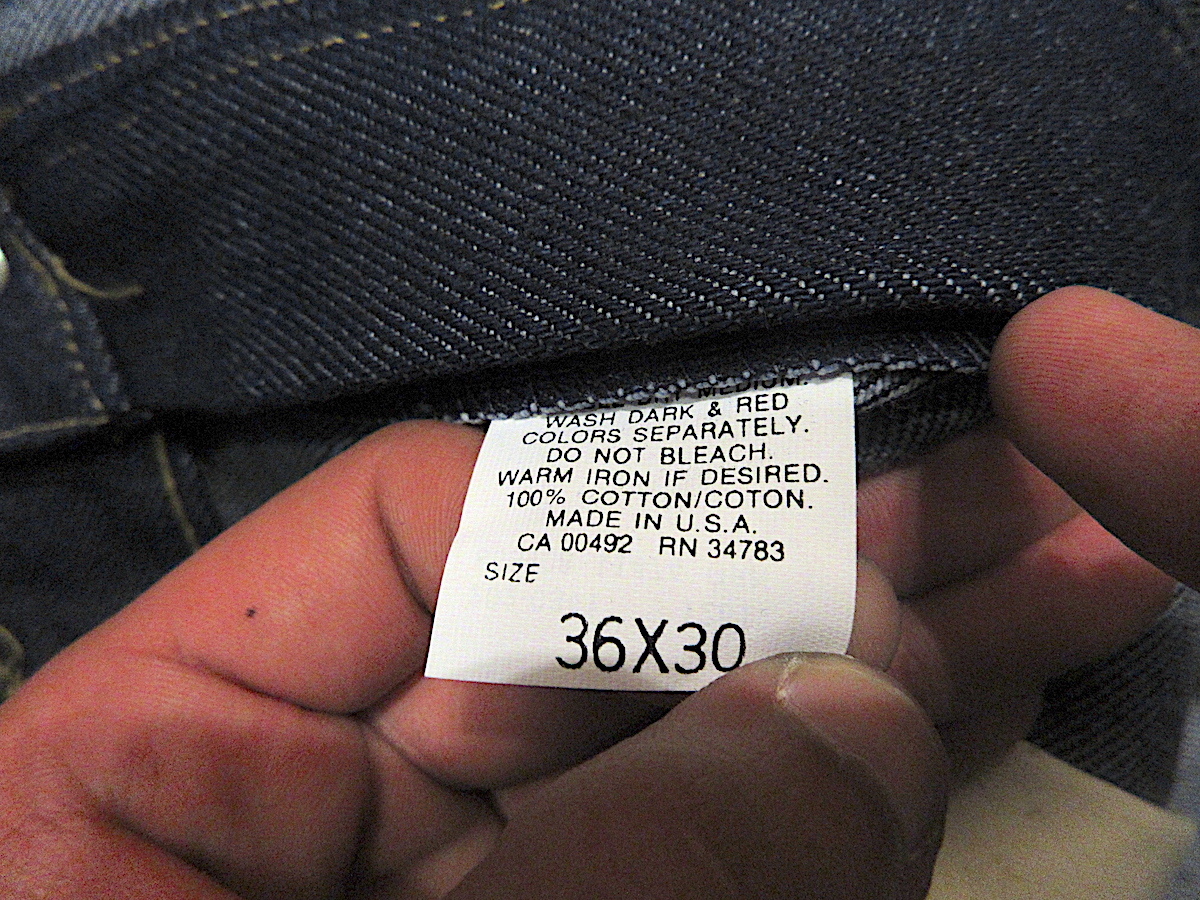 MEDIUM.
WASH DARK & RED
COLORS SEPARATELY.
DO NOT BLEACH.
WARM IRON IF DESIRED.
100% COTTON/COTON.
MADE IN U.S.A.
CA 00492 RN 34783
SIZE
36X30